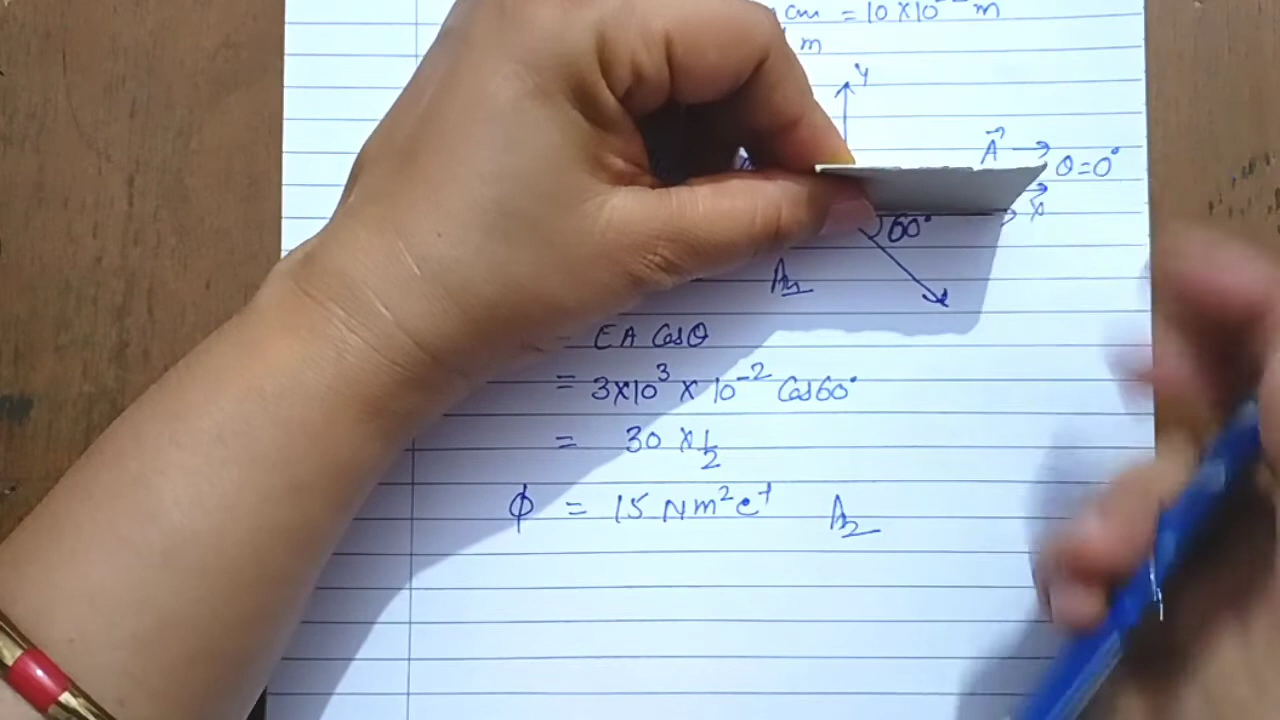 cm = 10 × 10⁻² m
m
y
A⃗ → θ = 0°
x
60°
A₁
= EA Cosθ
= 3×10³ × 10⁻² Cos60°
= 30 × 1/2
ϕ = 15 Nm²c⁻¹ A₂